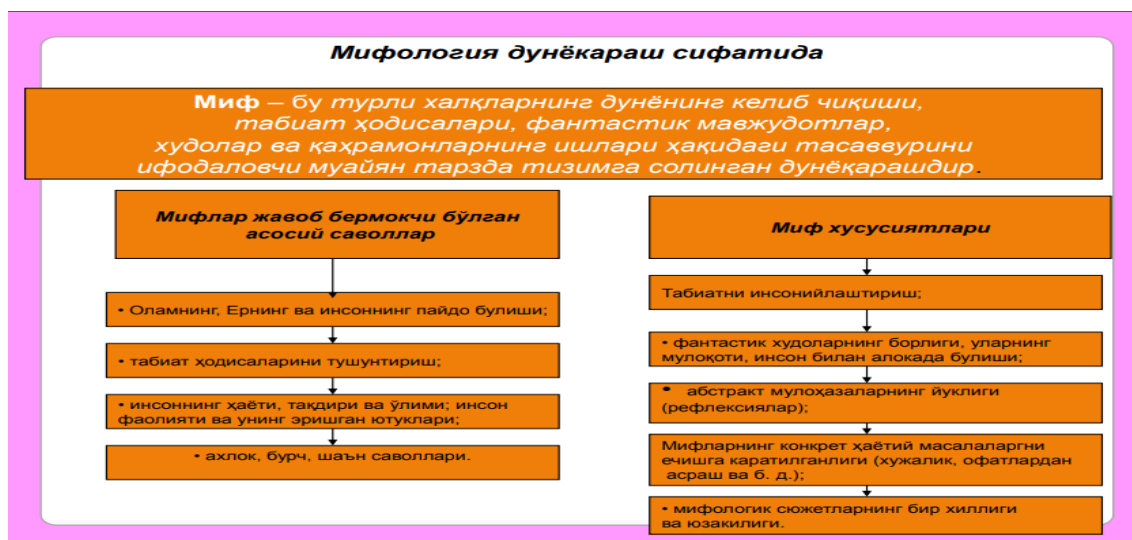 Мифология дунёкараш сифатида
Миф – бу турли халқларнинг дунёнинг келиб чиқиши,
табиат ҳодисалари, фантастик мавжудотлар,
худолар ва қаҳрамонларнинг ишлари ҳақидаги тасаввурини
ифодаловчи муайян тарзда тизимга солинган дунёқарашдир.
Мифлар жавоб бермокчи бўлган
асосий саволлар
• Оламнинг, Ернинг ва инсоннинг пайдо булиши;
• табиат ҳодисаларини тушунтириш;
• инсоннинг ҳаёти, тақдири ва ўлими; инсон
фаолияти ва унинг эришган ютуклари;
• ахлок, бурч, шаън саволлари.
Миф хусусиятлари
Табиатни инсонийлаштириш;
• фантастик худоларнинг борлиги, уларнинг
мулоқоти, инсон билан алокада булиши;
• абстракт мулоҳазаларнинг йуклиги
(рефлексиялар);
Мифларнинг конкрет ҳаётий масалаларгни
ечишга каратилганлиги (хужалик, офатлардан
асраш ва б. д.);
• мифологик сюжетларнинг бир хиллиги
ва юзакилиги.